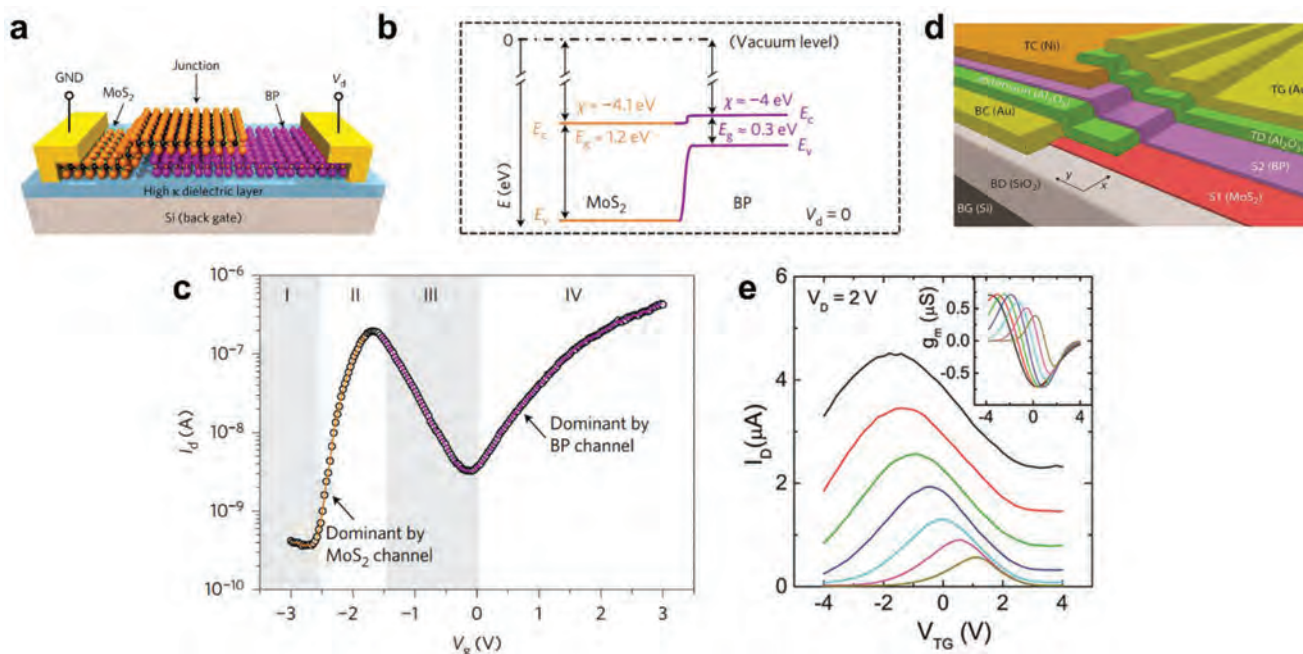 a
GND
MoS₂
Junction
BP
V_d
High κ dielectric layer
Si (back gate)
b
0
(Vacuum level)
E (eV)
χ = −4.1 eV
χ = −4 eV
E_c
E_c
E_g = 1.2 eV
E_g = 0.3 eV
E_v
E_v
MoS₂
BP
V_d = 0
d
TC (Ni)
extension (Al₂O₃)
BC (Au)
TD (Al₂O₃)
S2 (BP)
S1 (MoS₂)
BD (SiO₂)
BG (Si)
y
x
c
I
II
III
IV
I_d (A)
10⁻⁶
10⁻⁷
10⁻⁸
10⁻⁹
10⁻¹⁰
Dominant by
MoS₂ channel
Dominant by
BP channel
−3
−2
−1
0
1
2
3
V_g (V)
e
V_D = 2 V
I_D(μA)
6
4
2
0
-4
-2
0
2
4
V_TG (V)
g_m (μS)
0.5
0.0
-0.5
-4
0
4